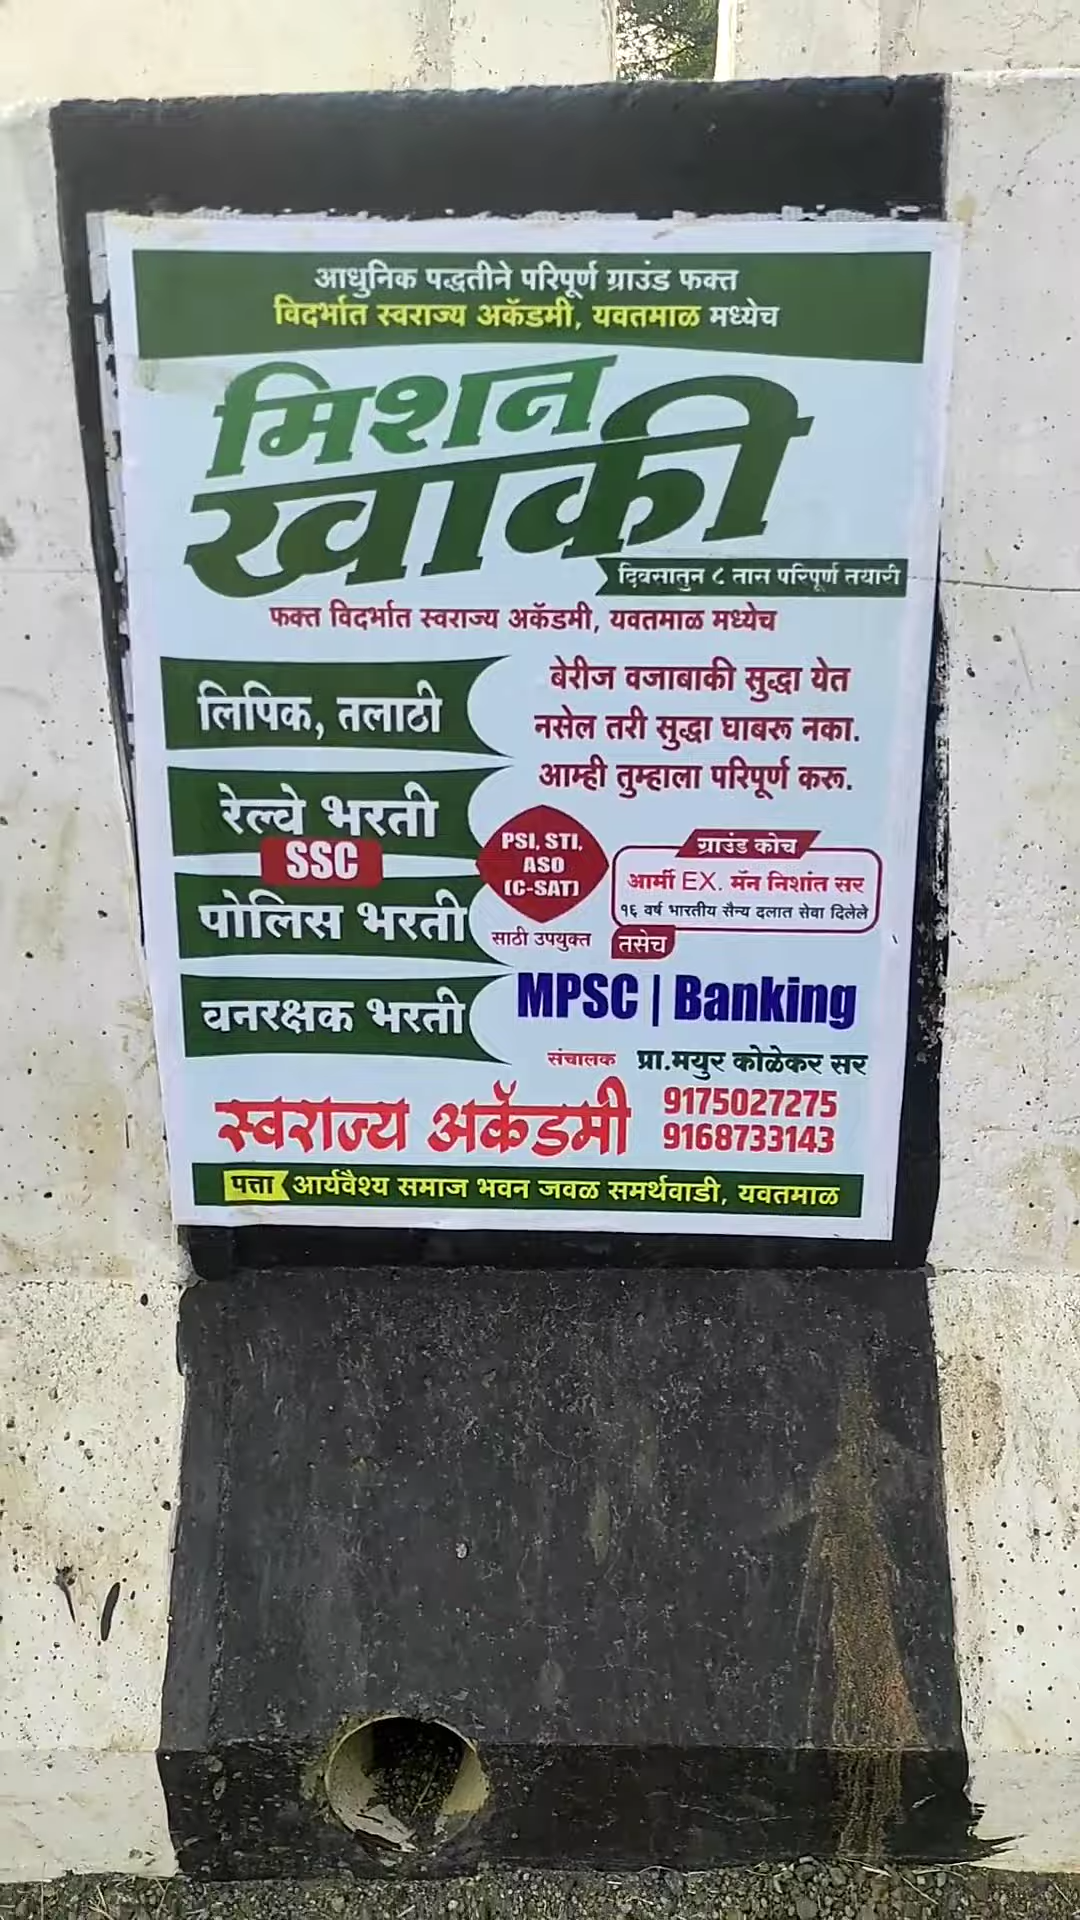 आधुनिक पद्धतीने परिपूर्ण ग्राउंड फक्त
विदर्भात स्वराज्य अकॅडमी, यवतमाळ मध्येच
मिशन
खाकी
दिवसातुन ८ तास परिपूर्ण तयारी
फक्त विदर्भात स्वराज्य अकॅडमी, यवतमाळ मध्येच
लिपिक, तलाठी
रेल्वे भरती
SSC
पोलिस भरती
वनरक्षक भरती
बेरीज वजाबाकी सुद्धा येत
नसेल तरी सुद्धा घाबरू नका.
आम्ही तुम्हाला परिपूर्ण करू.
PSI, STI,
ASO
(C-SAT)
साठी उपयुक्त
ग्राउंड कोच
आर्मी EX. मॅन निशांत सर
१६ वर्ष भारतीय सैन्य दलात सेवा दिलेले
तसेच
MPSC | Banking
संचालक प्रा.मयुर कोळेकर सर
स्वराज्य अकॅडमी
9175027275
9168733143
पत्ता आर्यवैश्य समाज भवन जवळ समर्थवाडी, यवतमाळ